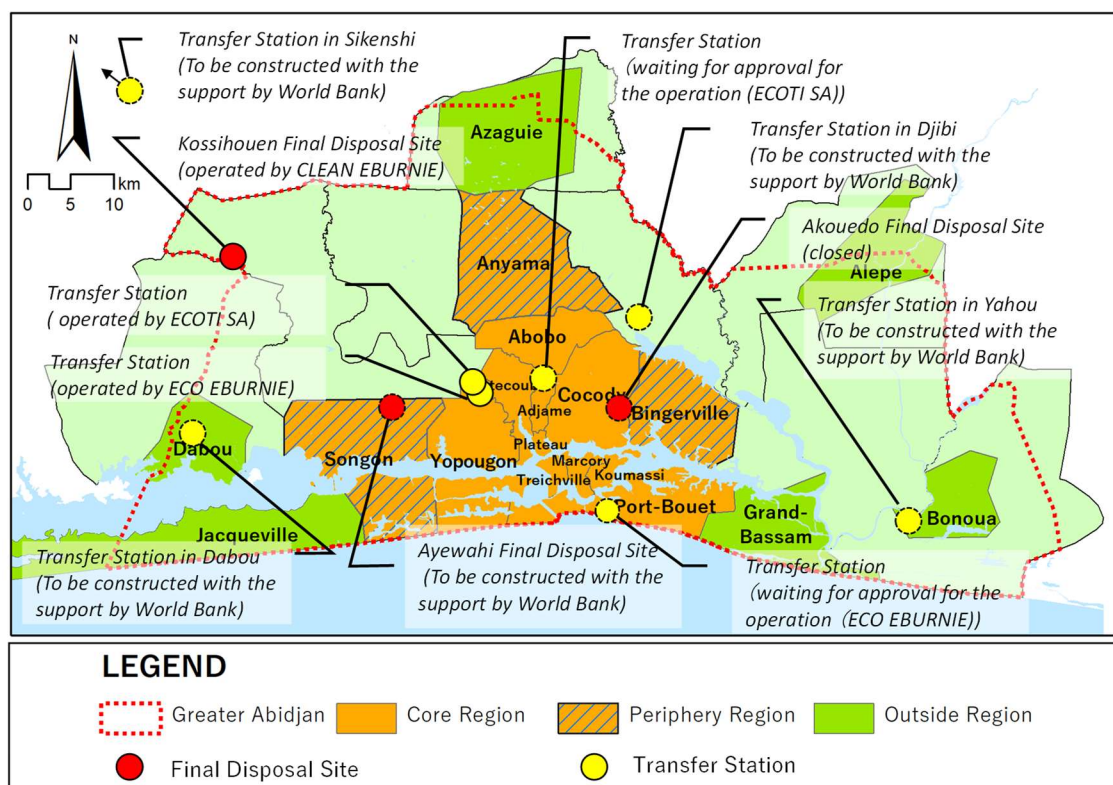 N
0 5 10
km
Transfer Station in Sikenshi
(To be constructed with the
support by World Bank)
Transfer Station
(waiting for approval for
the operation (ECOTI SA))
Kossihouen Final Disposal Site
(operated by CLEAN EBURNIE)
Transfer Station in Djibi
(To be constructed with the
support by World Bank)
Akouedo Final Disposal Site
(closed)
Transfer Station
( operated by ECOTI SA)
Transfer Station in Yahou
(To be constructed with the
support by World Bank)
Transfer Station
(operated by ECO EBURNIE)
Azaguie
Anyama
Alepe
Abobo
Cocody
Adjame
Bingerville
Dabou
Songon
Yopougon
Plateau
Marcory
Treichville
Koumassi
Port-Bouet
Grand-
Bassam
Bonoua
Jacqueville
Transfer Station in Dabou
(To be constructed with the
support by World Bank)
Ayewahi Final Disposal Site
(To be constructed with the
support by World Bank)
Transfer Station
(waiting for approval for the
operation (ECO EBURNIE))
LEGEND
Greater Abidjan
Core Region
Periphery Region
Outside Region
Final Disposal Site
Transfer Station